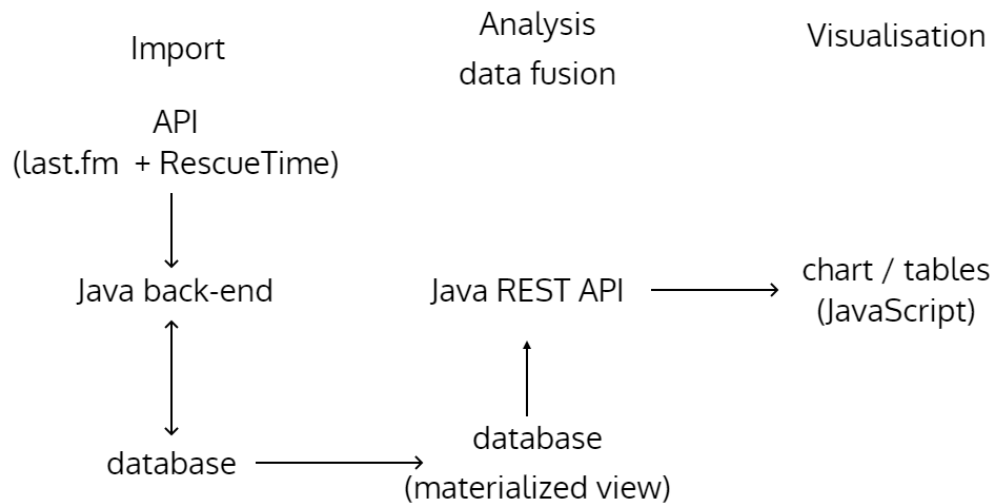 Import
API
(last.fm + RescueTime)
Java back-end
database
Analysis
data fusion
Java REST API
database
(materialized view)
Visualisation
chart / tables
(JavaScript)